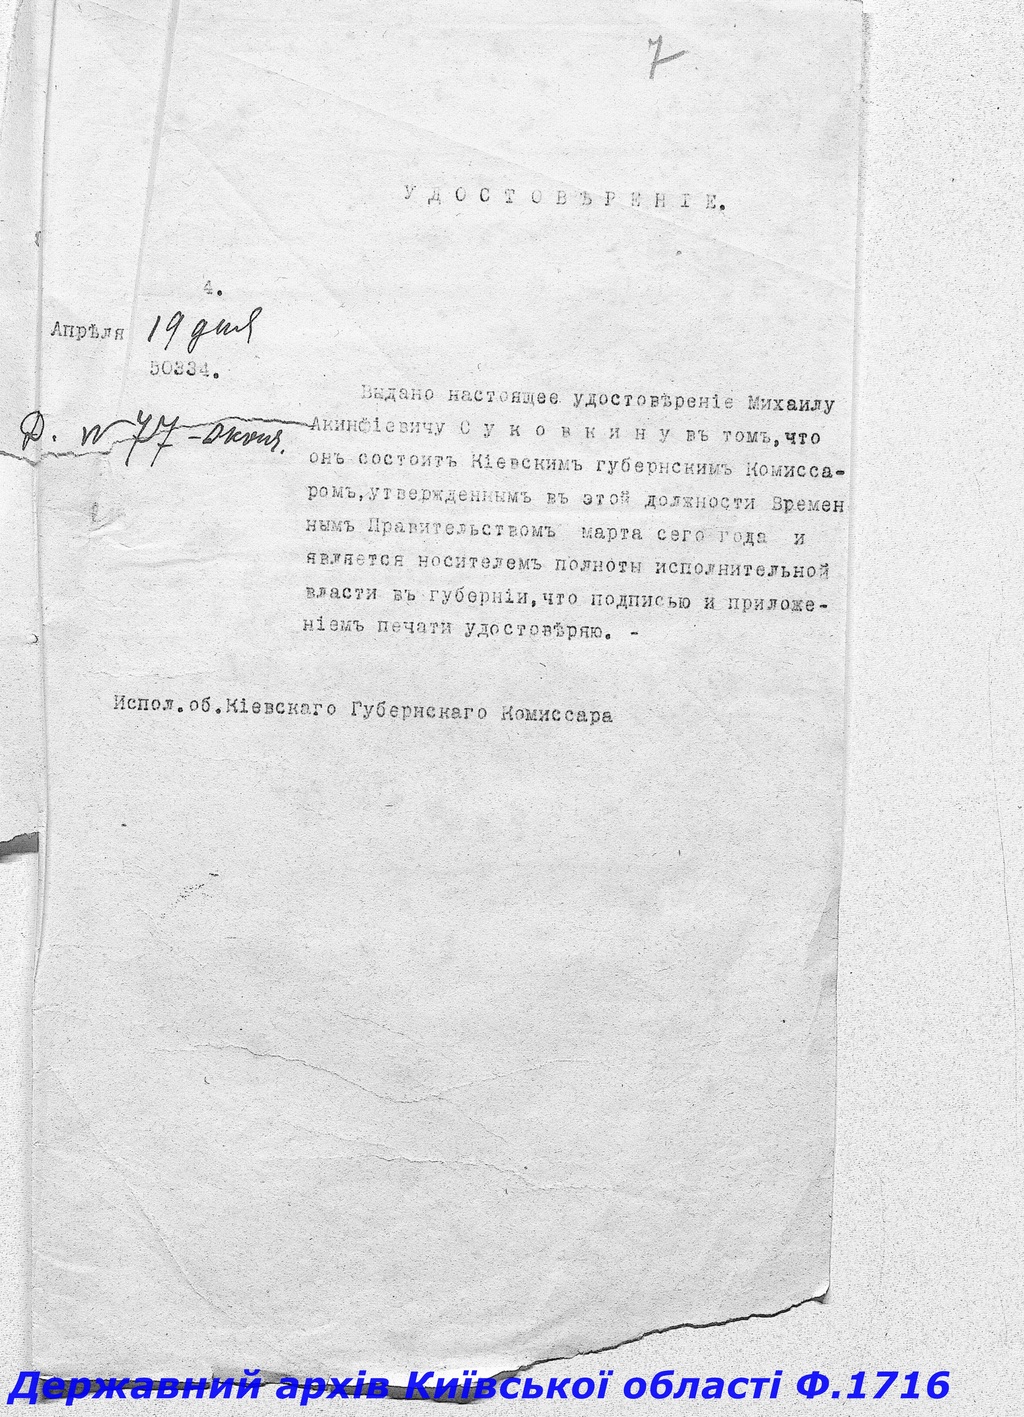 7
УДОСТОВѢРЕНІЕ.
4.
Апрѣля 19 дня
50334.
Выдано настоящее удостовѣреніе Михаилу
Акинфіевичу Суковкину въ томъ,что
онъ состоитъ Кіевскимъ губернскимъ Комисса-
ромъ,утвержденнымъ въ этой должности Времен
нымъ Правительствомъ марта сего года и
является носителемъ полноты исполнительной
власти въ губерніи,что подписью и приложе-
ніемъ печати удостовѣряю. -
Д. № 77 -
Испол.об.Кіевскаго Губернскаго Комиссара
Державний архів Київської області Ф.1716